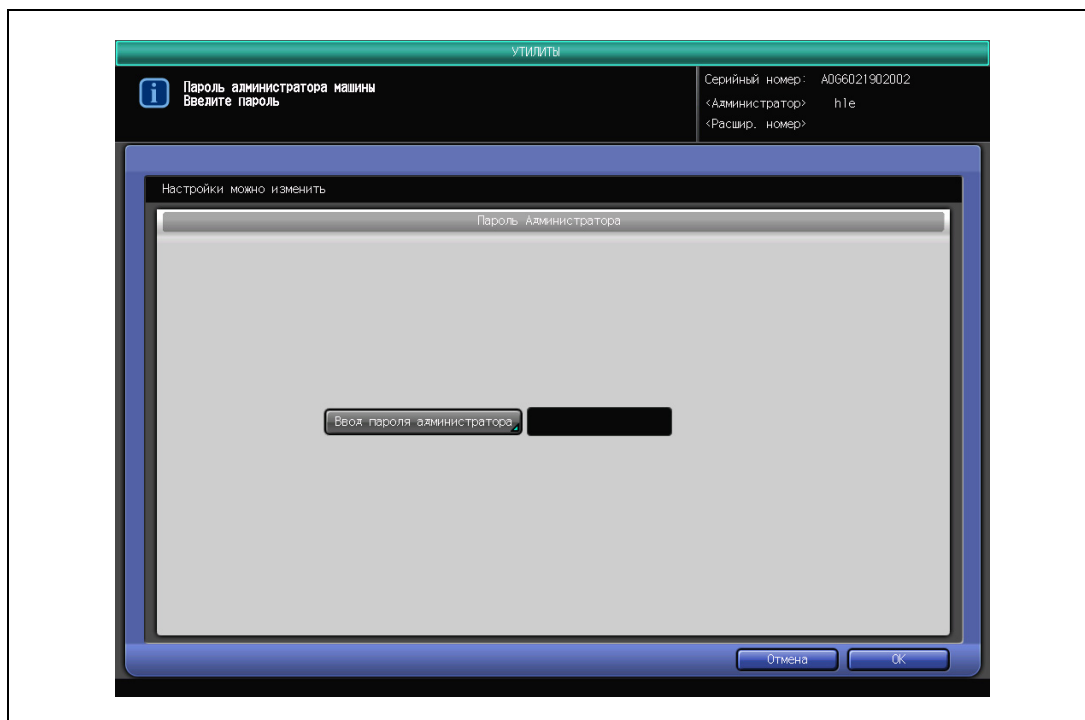 УТИЛИТЫ
Пароль администратора машины
Введите пароль
Серийный номер: A0G6021902002
<Администратор> hle
<Расшир. номер>
Настройки можно изменить
Пароль Администратора
Ввод пароля администратора
Отмена
OK